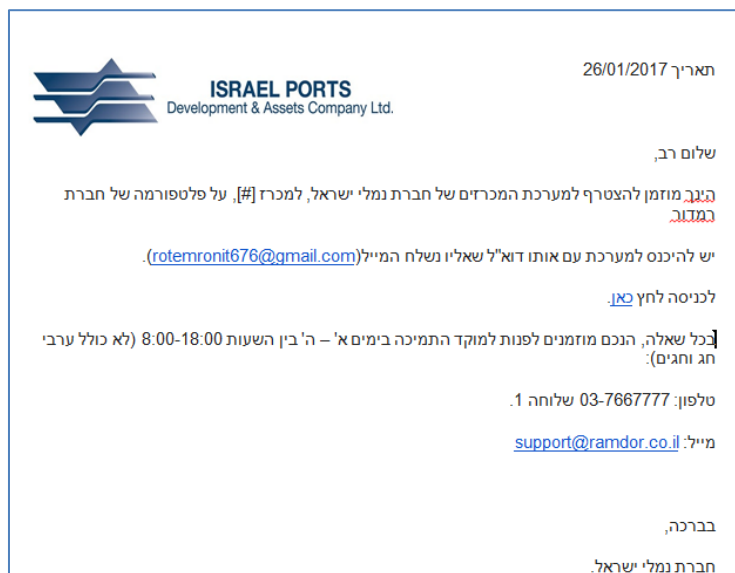 ISRAEL PORTS
Development & Assets Company Ltd.
תאריך 26/01/2017
שלום רב,
הינך מוזמן להצטרף למערכת המכרזים של חברת נמלי ישראל, למכרז [#], על פלטפורמה של חברת
רמדור
יש להיכנס למערכת עם אותו דוא"ל שאליו נשלח המייל(rotemronit676@gmail.com).
לכניסה לחץ כאן.
בכל שאלה, הנכם מוזמנים לפנות למוקד התמיכה בימים א' – ה' בין השעות 8:00-18:00 (לא כולל ערבי
חג וחגים):
טלפון: 03-7667777 שלוחה 1.
מייל: support@ramdor.co.il
בברכה,
חברת נמלי ישראל.